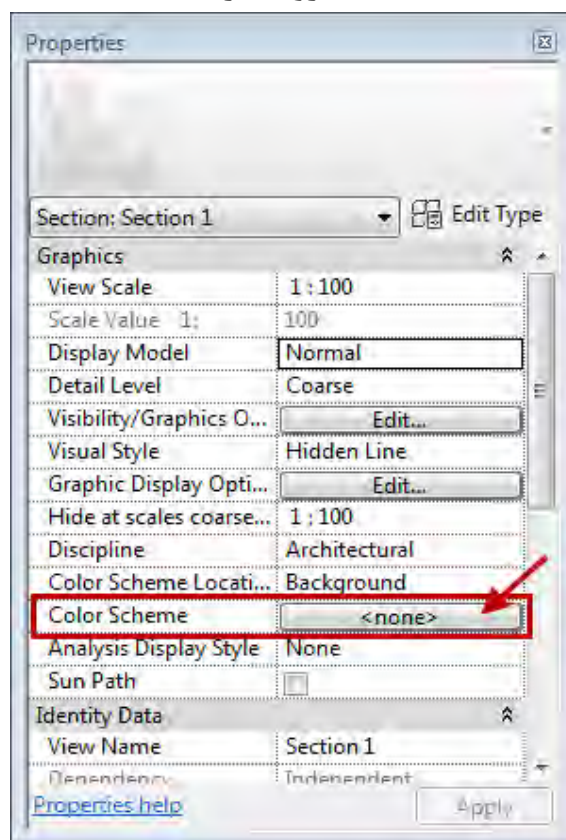 Properties
Section: Section 1 Edit Type
Graphics
View Scale 1 : 100
Scale Value 1: 100
Display Model Normal
Detail Level Coarse
Visibility/Graphics O... Edit...
Visual Style Hidden Line
Graphic Display Opti... Edit...
Hide at scales coarse... 1 : 100
Discipline Architectural
Color Scheme Locati... Background
Color Scheme <none>
Analysis Display Style None
Sun Path
Identity Data
View Name Section 1
Dependency Independent
Properties help Apply